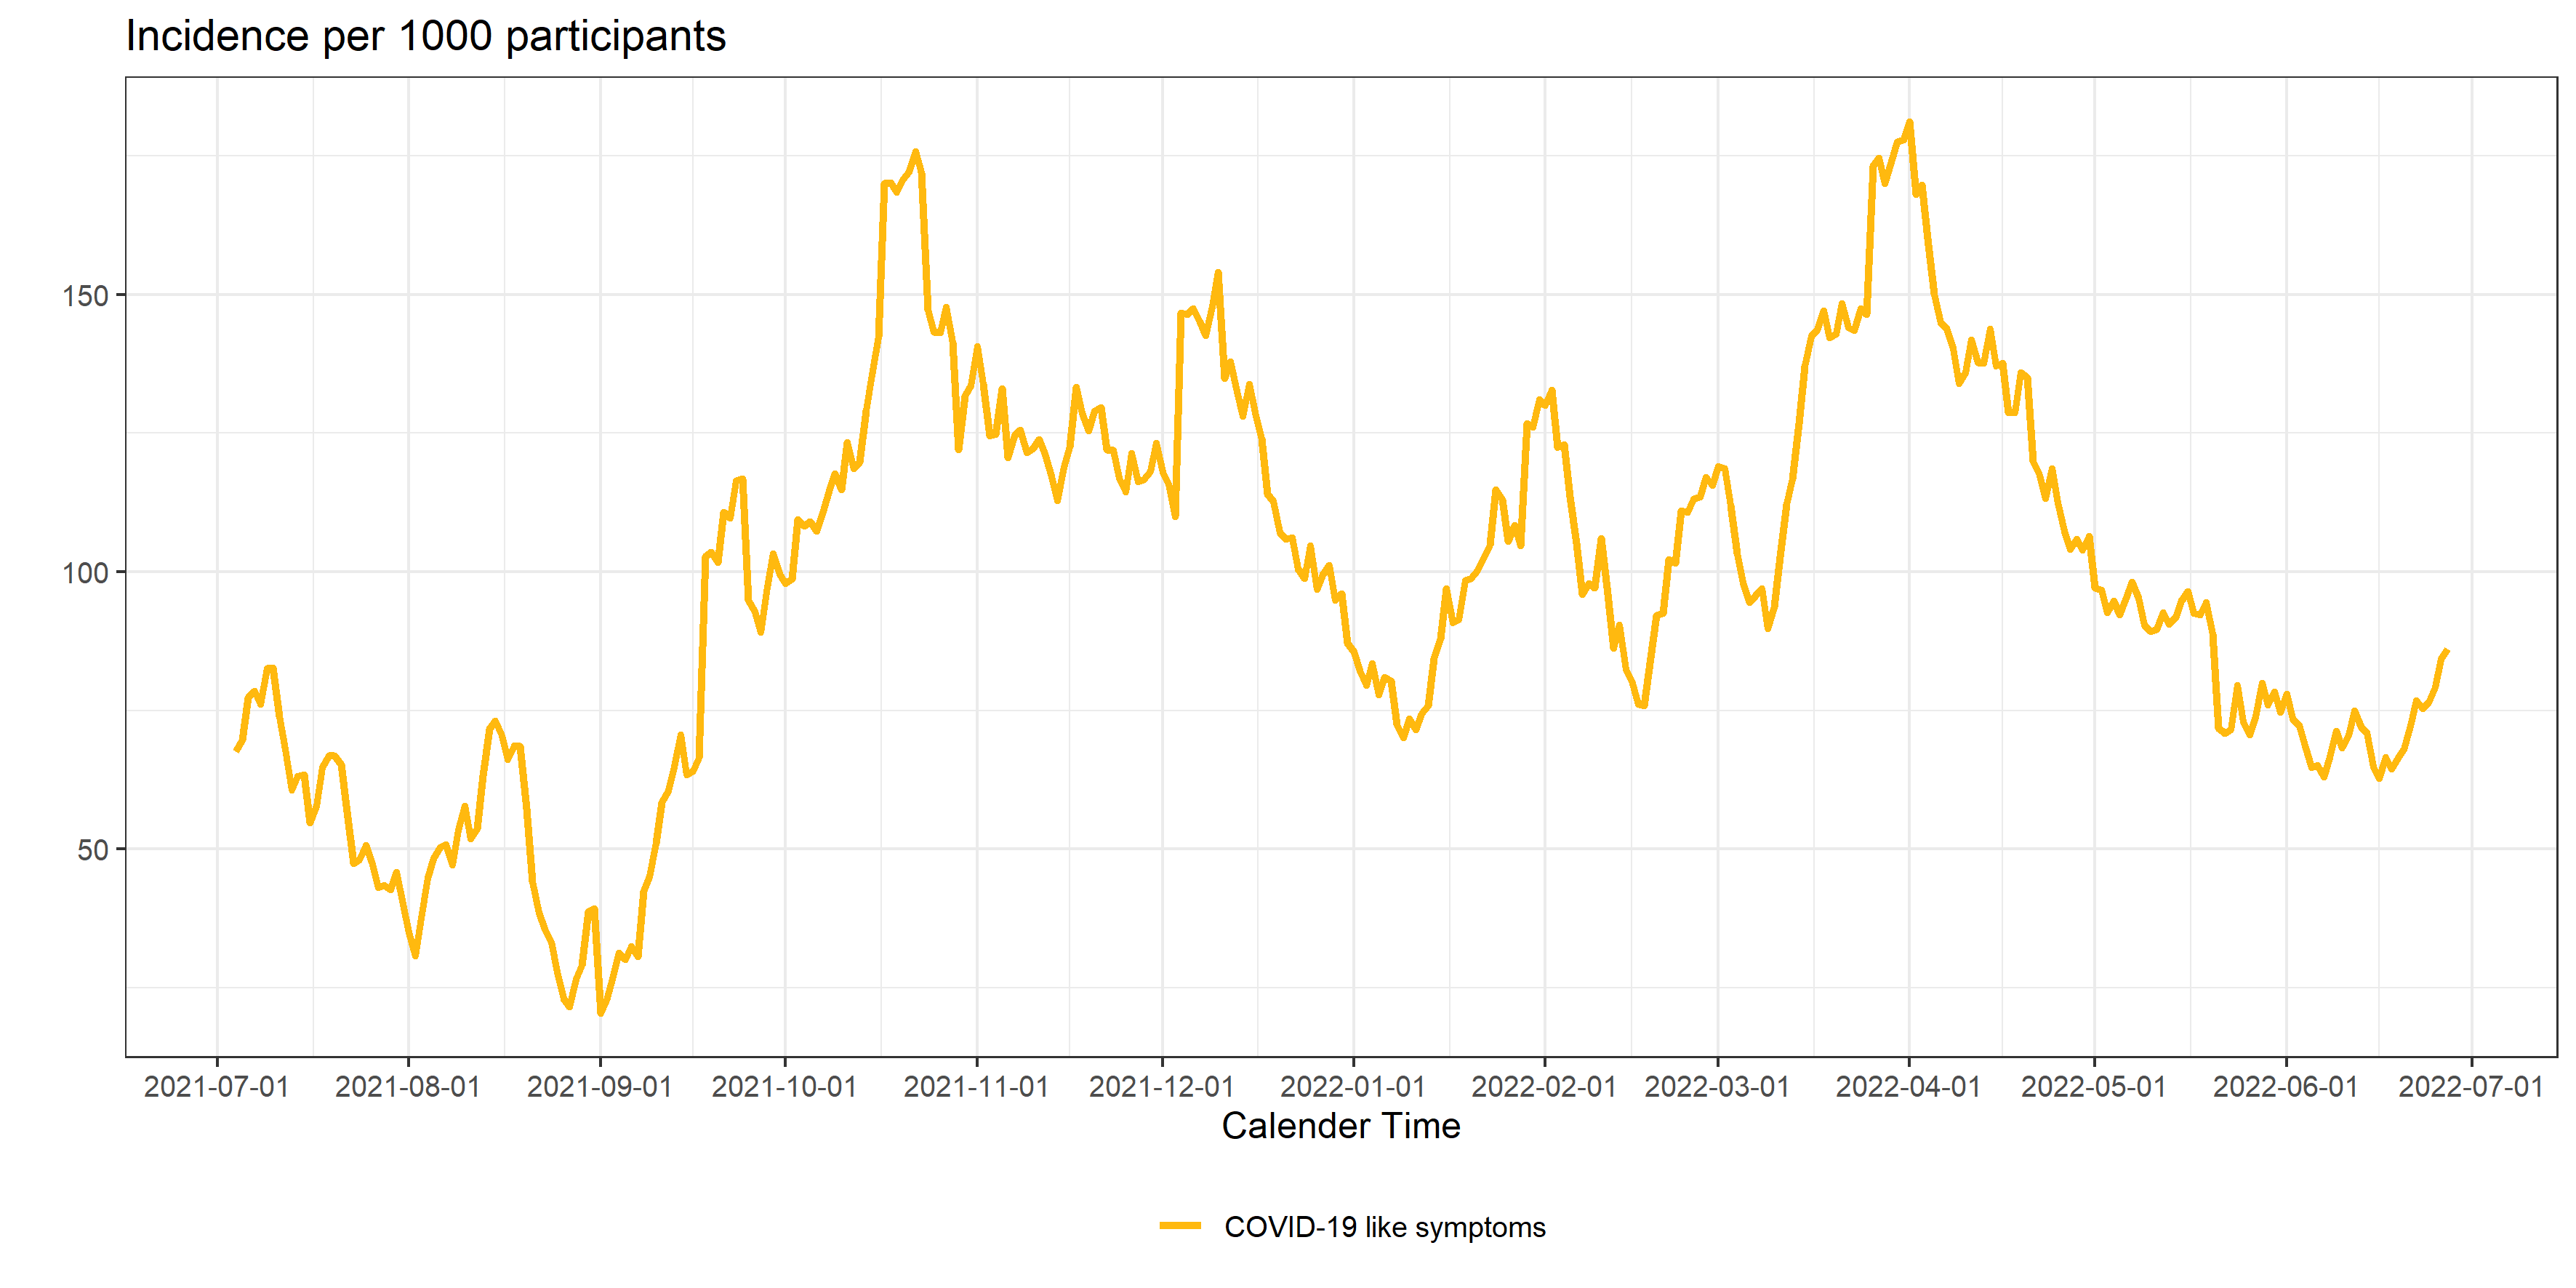 Incidence per 1000 participants
150
100
50
2021-07-01 2021-08-01 2021-09-01 2021-10-01 2021-11-01 2021-12-01 2022-01-01 2022-02-01 2022-03-01 2022-04-01 2022-05-01 2022-06-01 2022-07-01
Calender Time
COVID-19 like symptoms